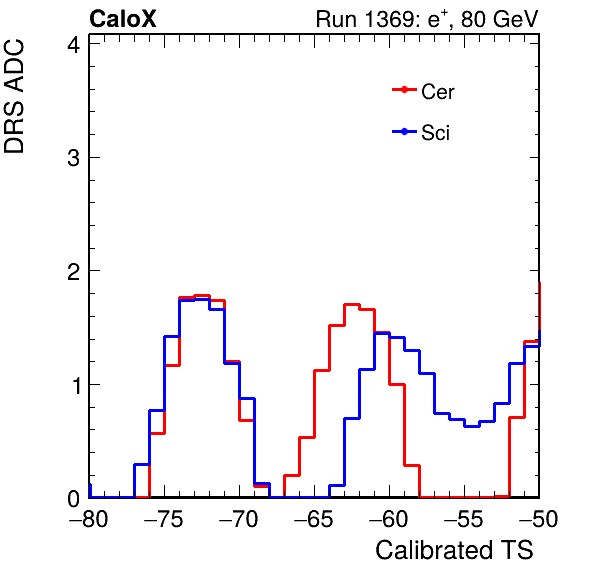 CaloX Run 1369: e⁺, 80 GeV
DRS ADC
4
3
2
1
0
Cer
Sci
−80 −75 −70 −65 −60 −55 −50
Calibrated TS